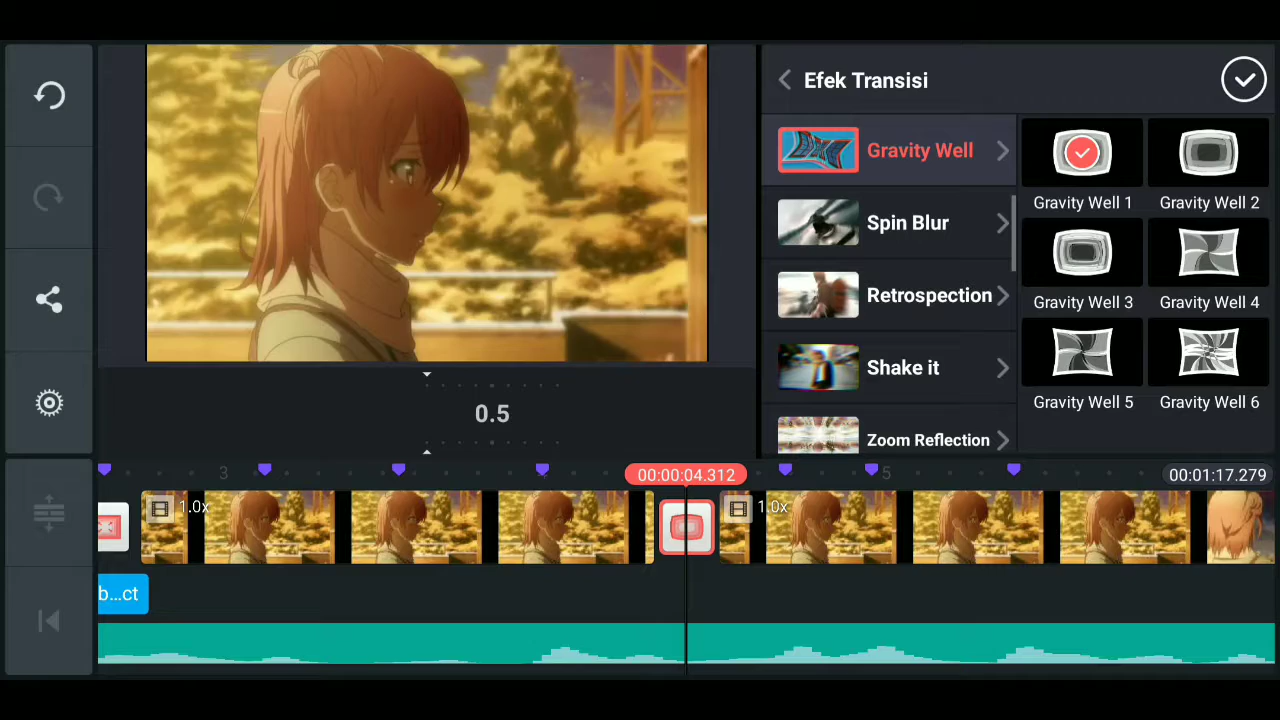 Efek Transisi
Gravity Well
Spin Blur
Retrospection
Shake it
Zoom Reflection
Gravity Well 1
Gravity Well 2
Gravity Well 3
Gravity Well 4
Gravity Well 5
Gravity Well 6
0.5
3
00:00:04.312
5
00:01:17.279
1.0x
1.0x
b...ct